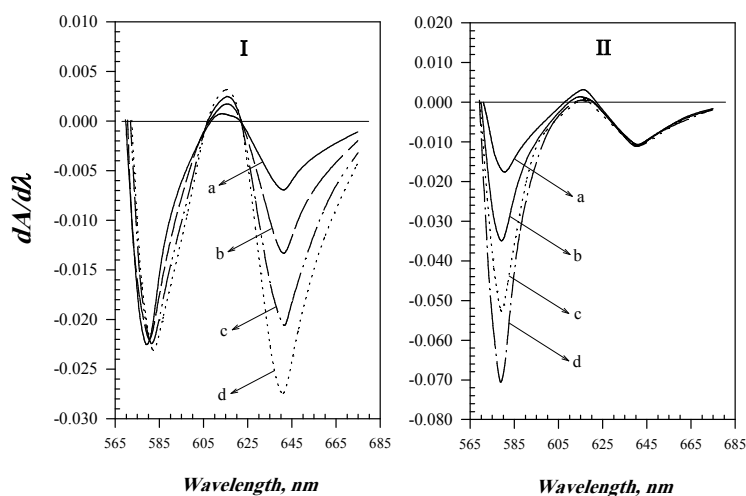 I
0.010
0.005
0.000
-0.005
-0.010
-0.015
-0.020
-0.025
-0.030
565 585 605 625 645 665 685
a
b
c
d
dA/dλ
Wavelength, nm
II
0.020
0.010
0.000
-0.010
-0.020
-0.030
-0.040
-0.050
-0.060
-0.070
-0.080
565 585 605 625 645 665 685
a
b
c
d
Wavelength, nm